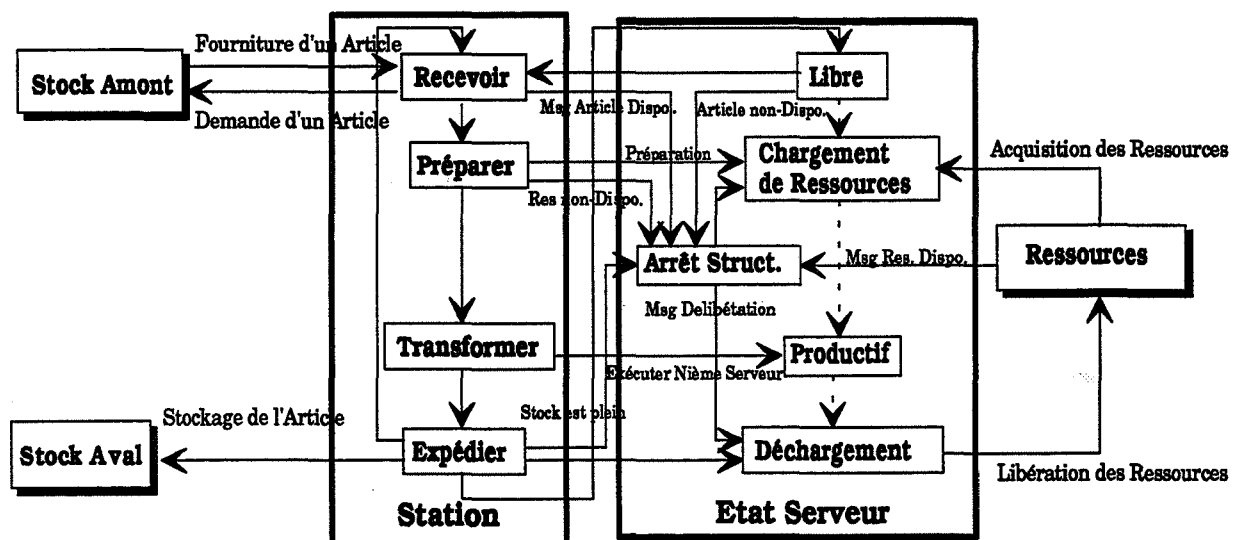 Fourniture d'un Article
Stock Amont
Recevoir
Libre
Demande d'un Article
Msg Article Dispo.
Article non-Dispo.
Préparer
Préparation
Chargement
de Ressources
Acquisition des Ressources
Res non-Dispo.
Arrêt Struct.
Msg Res. Dispo.
Ressources
Msg Delibétation
Transformer
Productif
Exécuter Nième Serveur
Stockage de l'Article
Stock est plein
Stock Aval
Expédier
Déchargement
Libération des Ressources
Station
Etat Serveur